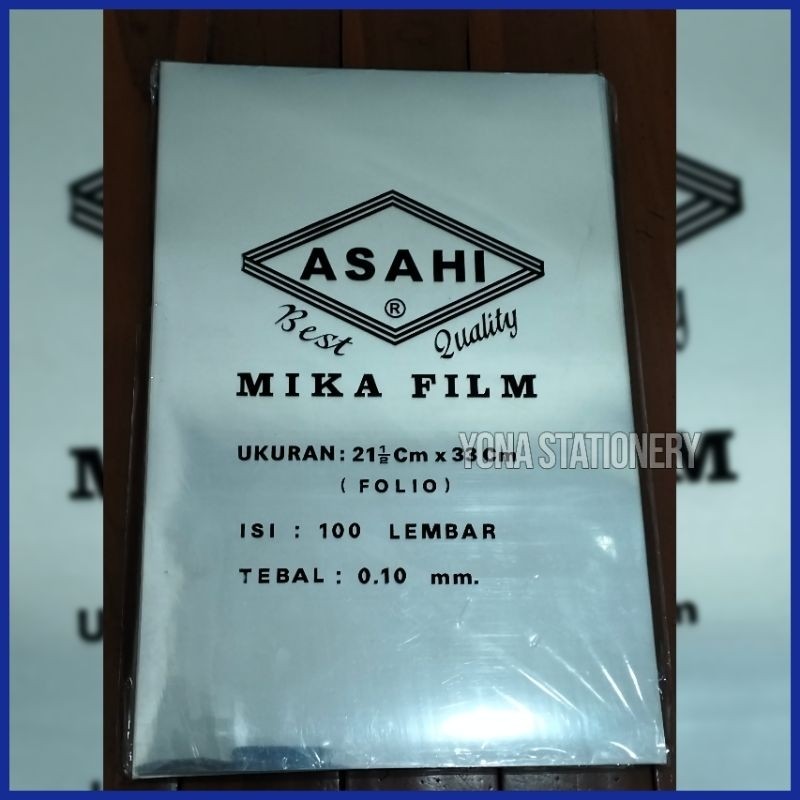 ASAHI
®
Best Quality
MIKA FILM
UKURAN: 21½ Cm x 33 Cm
( FOLIO )
ISI : 100 LEMBAR
TEBAL : 0.10 mm.
YONA STATIONERY